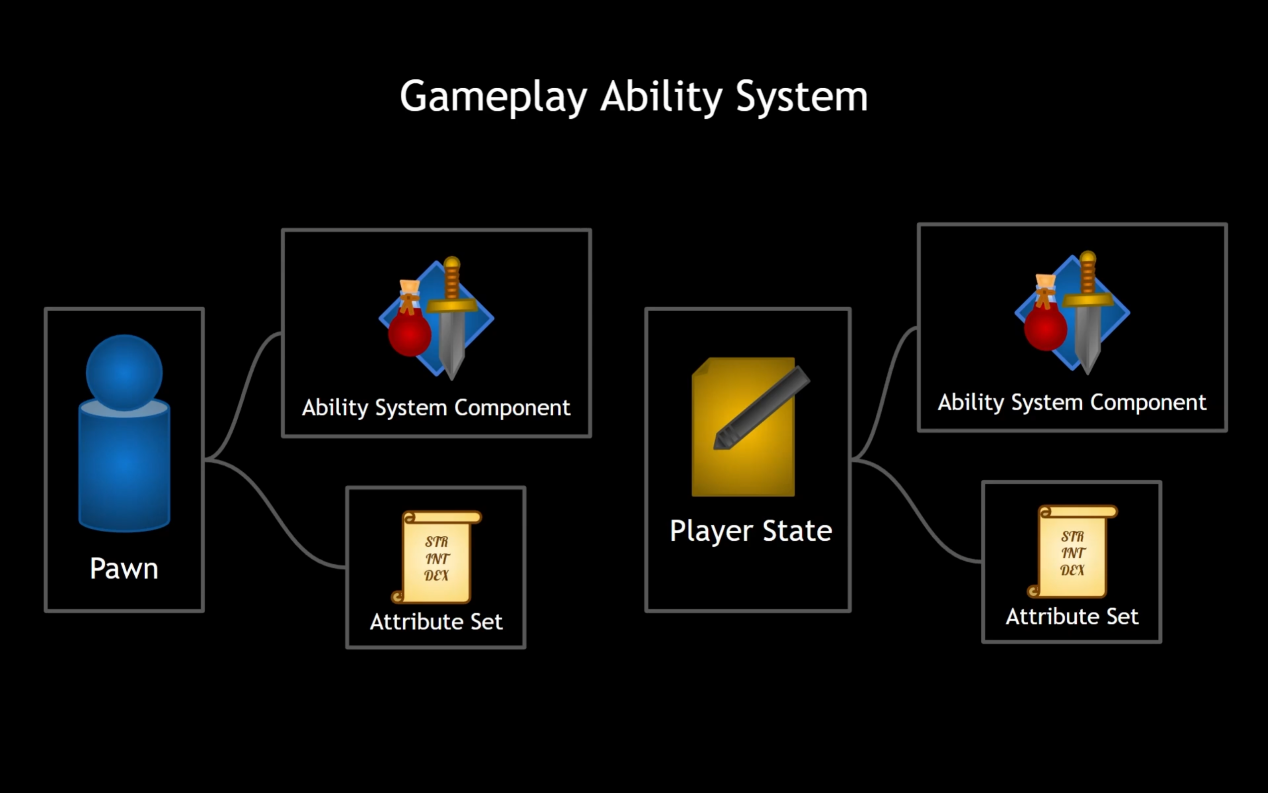 Gameplay Ability System
Ability System Component
STR
INT
DEX
Attribute Set
Pawn
Ability System Component
STR
INT
DEX
Attribute Set
Player State